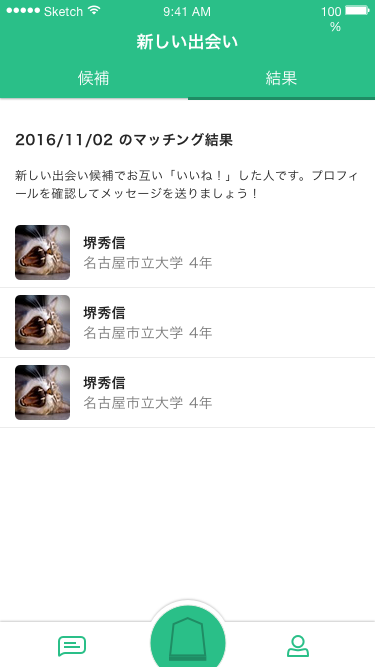 Sketch
9:41 AM
100
%
新しい出会い
候補
結果
2016/11/02 のマッチング結果
新しい出会い候補でお互い「いいね！」した人です。プロフィ
ールを確認してメッセージを送りましょう！
堺秀信
名古屋市立大学 4年
堺秀信
名古屋市立大学 4年
堺秀信
名古屋市立大学 4年